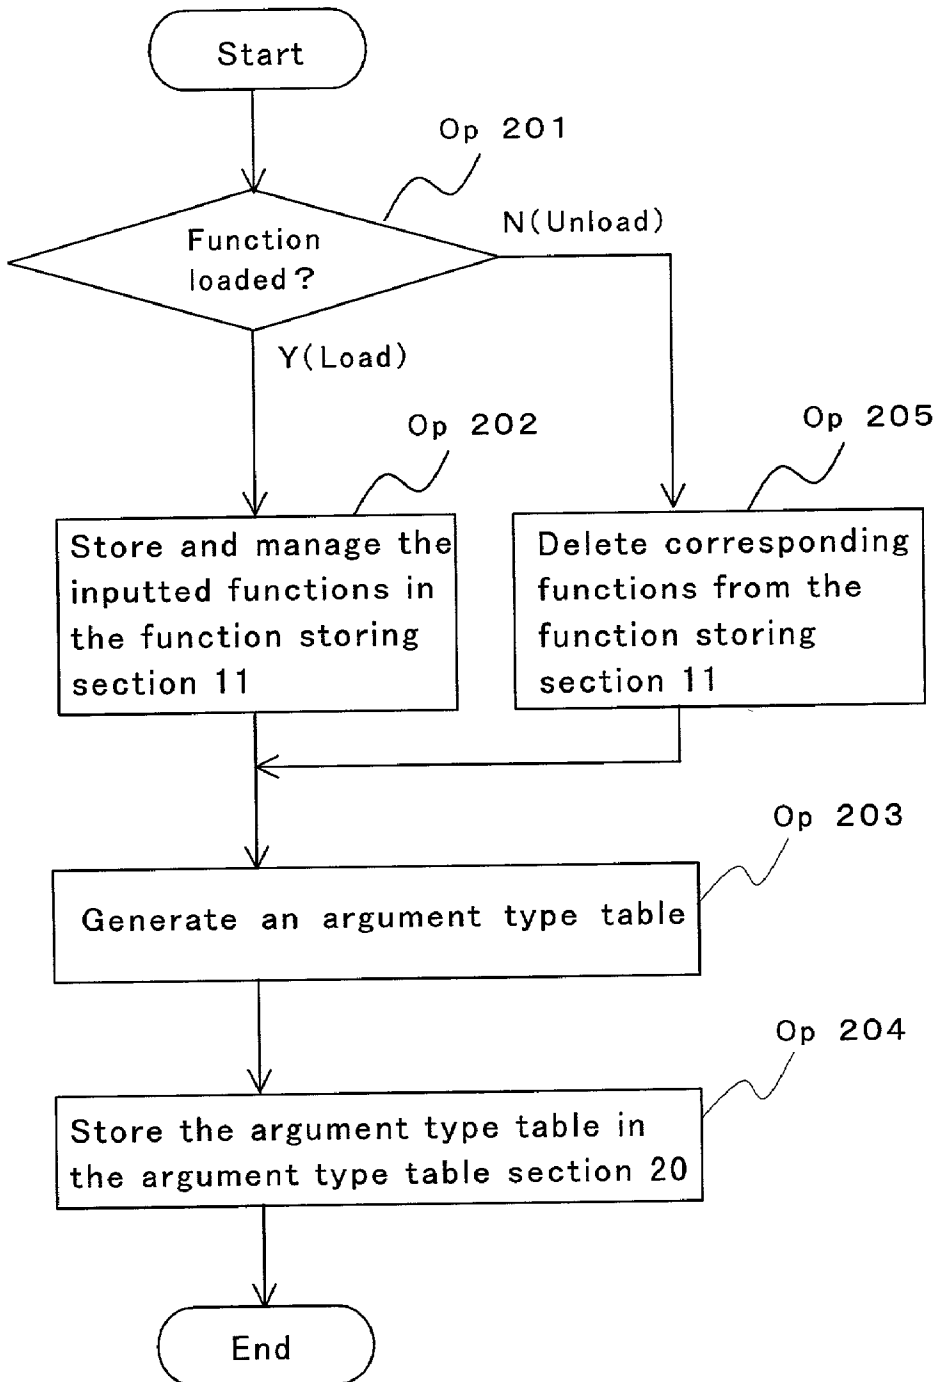 Start
Op 201
N(Unload)
Function
loaded?
Y(Load)
Op 202
Op 205
Store and manage the
inputted functions in
the function storing
section 11
Delete corresponding
functions from the
function storing
section 11
Op 203
Generate an argument type table
Op 204
Store the argument type table in
the argument type table section 20
End